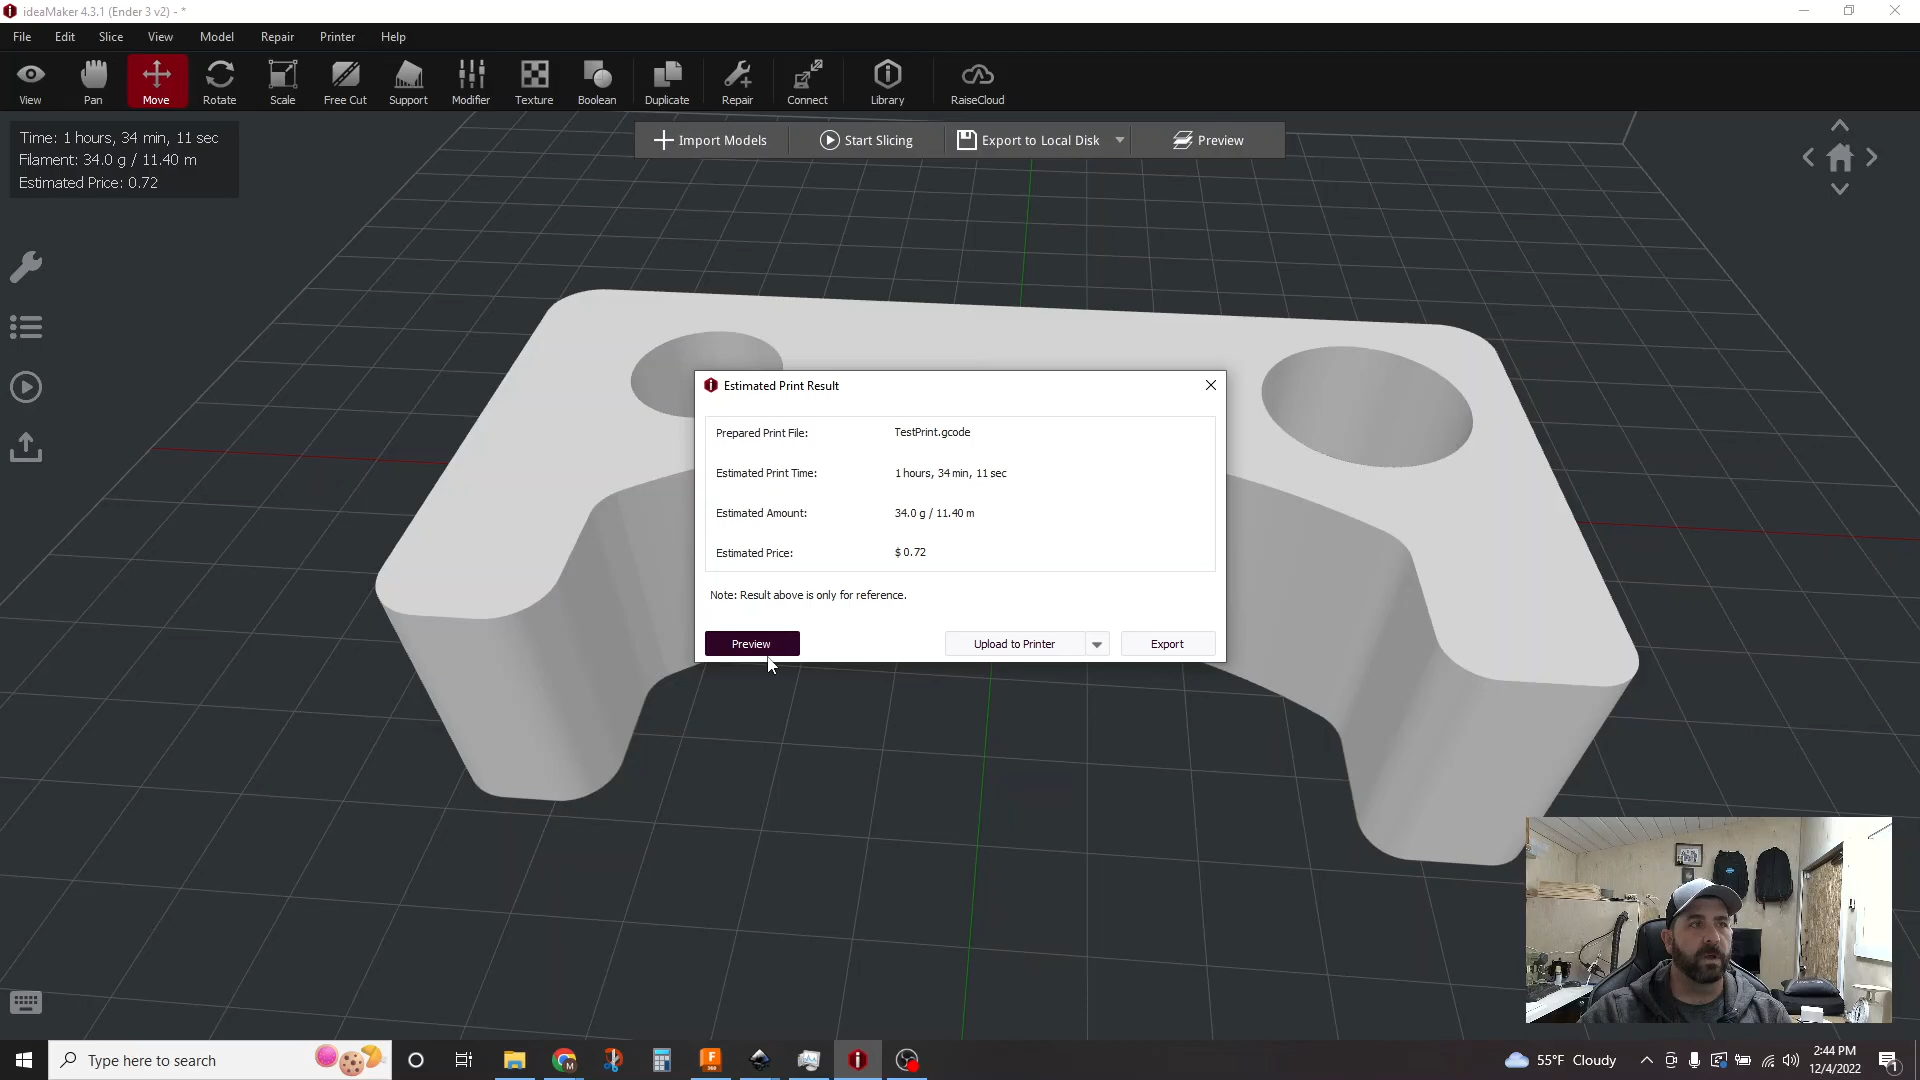 ideaMaker 4.3.1 (Ender 3 v2) - *
File Edit Slice View Model Repair Printer Help
View Pan Move Rotate Scale Free Cut Support Modifier Texture Boolean Duplicate Repair Connect Library RaiseCloud
Time: 1 hours, 34 min, 11 sec
Filament: 34.0 g / 11.40 m
Estimated Price: 0.72
Import Models Start Slicing Export to Local Disk Preview
Estimated Print Result
Prepared Print File: TestPrint.gcode
Estimated Print Time: 1 hours, 34 min, 11 sec
Estimated Amount: 34.0 g / 11.40 m
Estimated Price: $ 0.72
Note: Result above is only for reference.
Preview Upload to Printer Export
Type here to search
55°F Cloudy
2:44 PM
12/4/2022